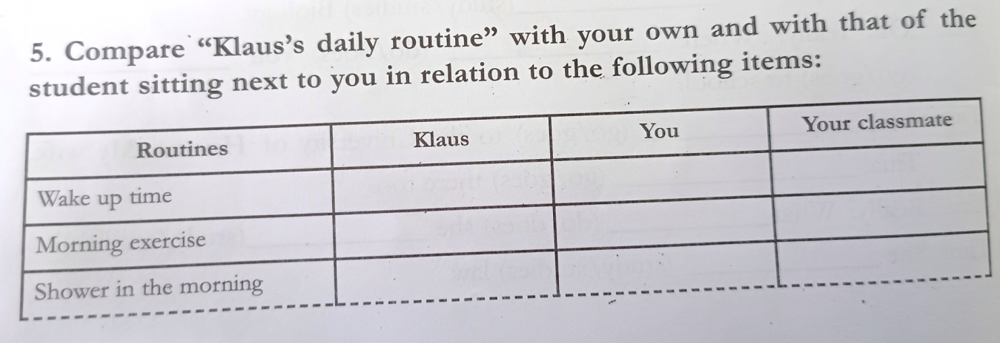 5. Compare “Klaus’s daily routine” with your own and with that of the
student sitting next to you in relation to the following items:
Routines Klaus You Your classmate
Wake up time
Morning exercise
Shower in the morning